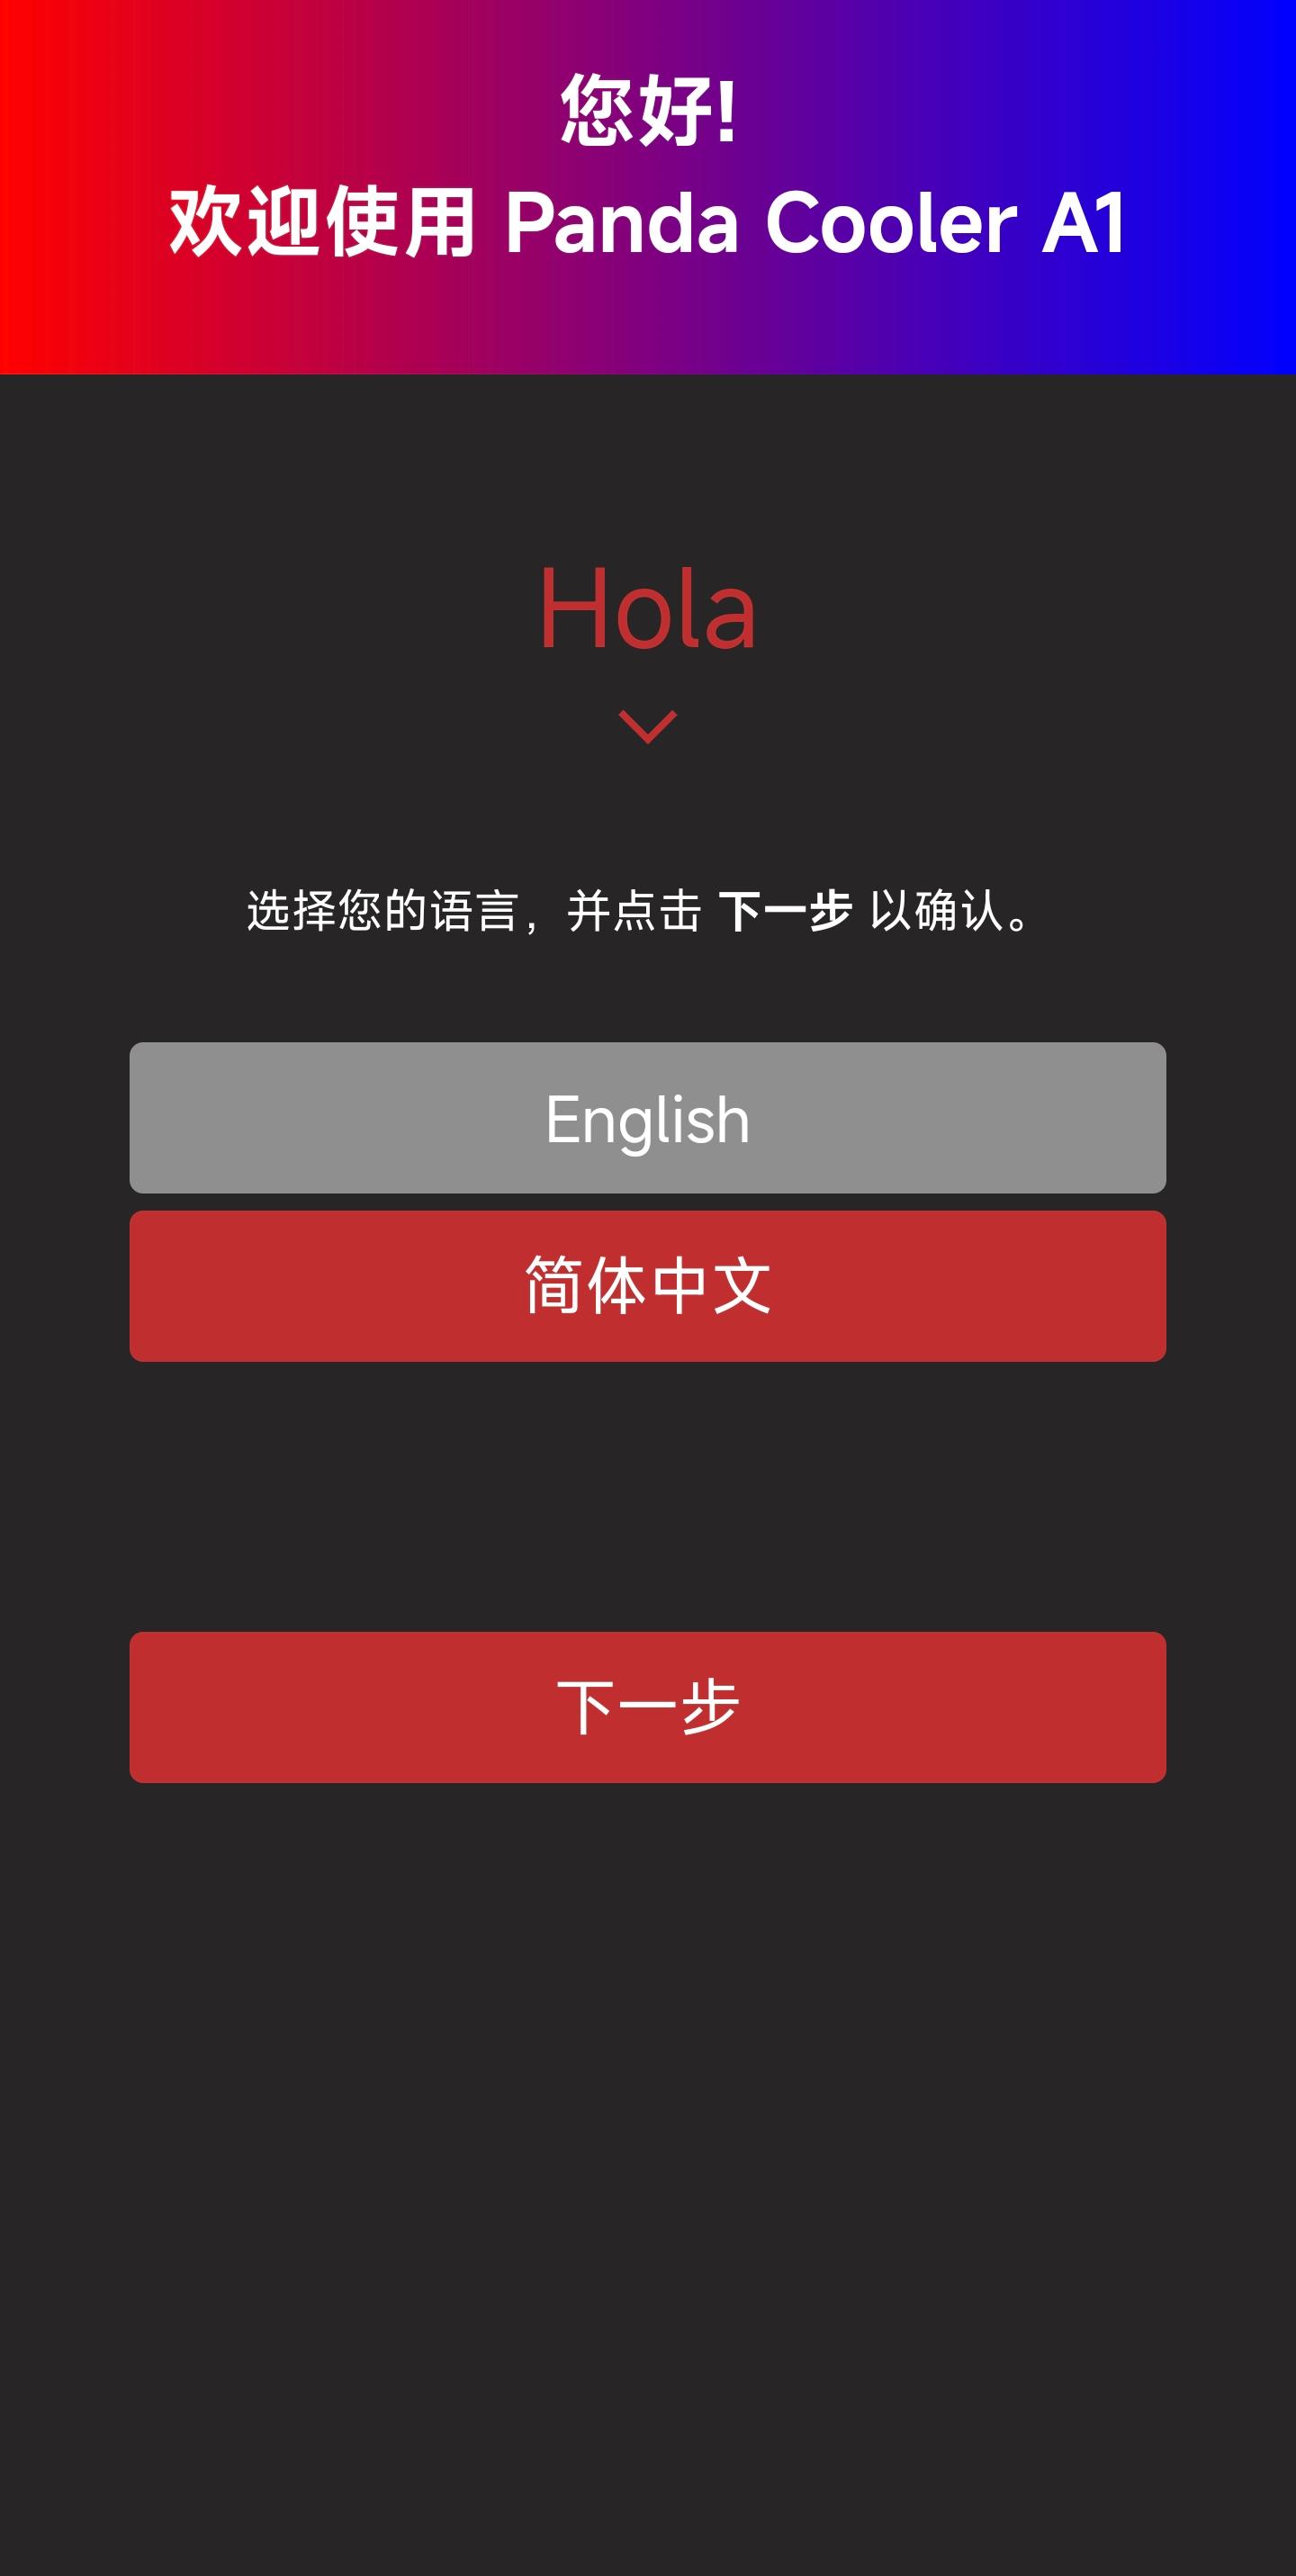 您好!
欢迎使用 Panda Cooler A1
Hola
选择您的语言，并点击 下一步 以确认。
English
简体中文
下一步